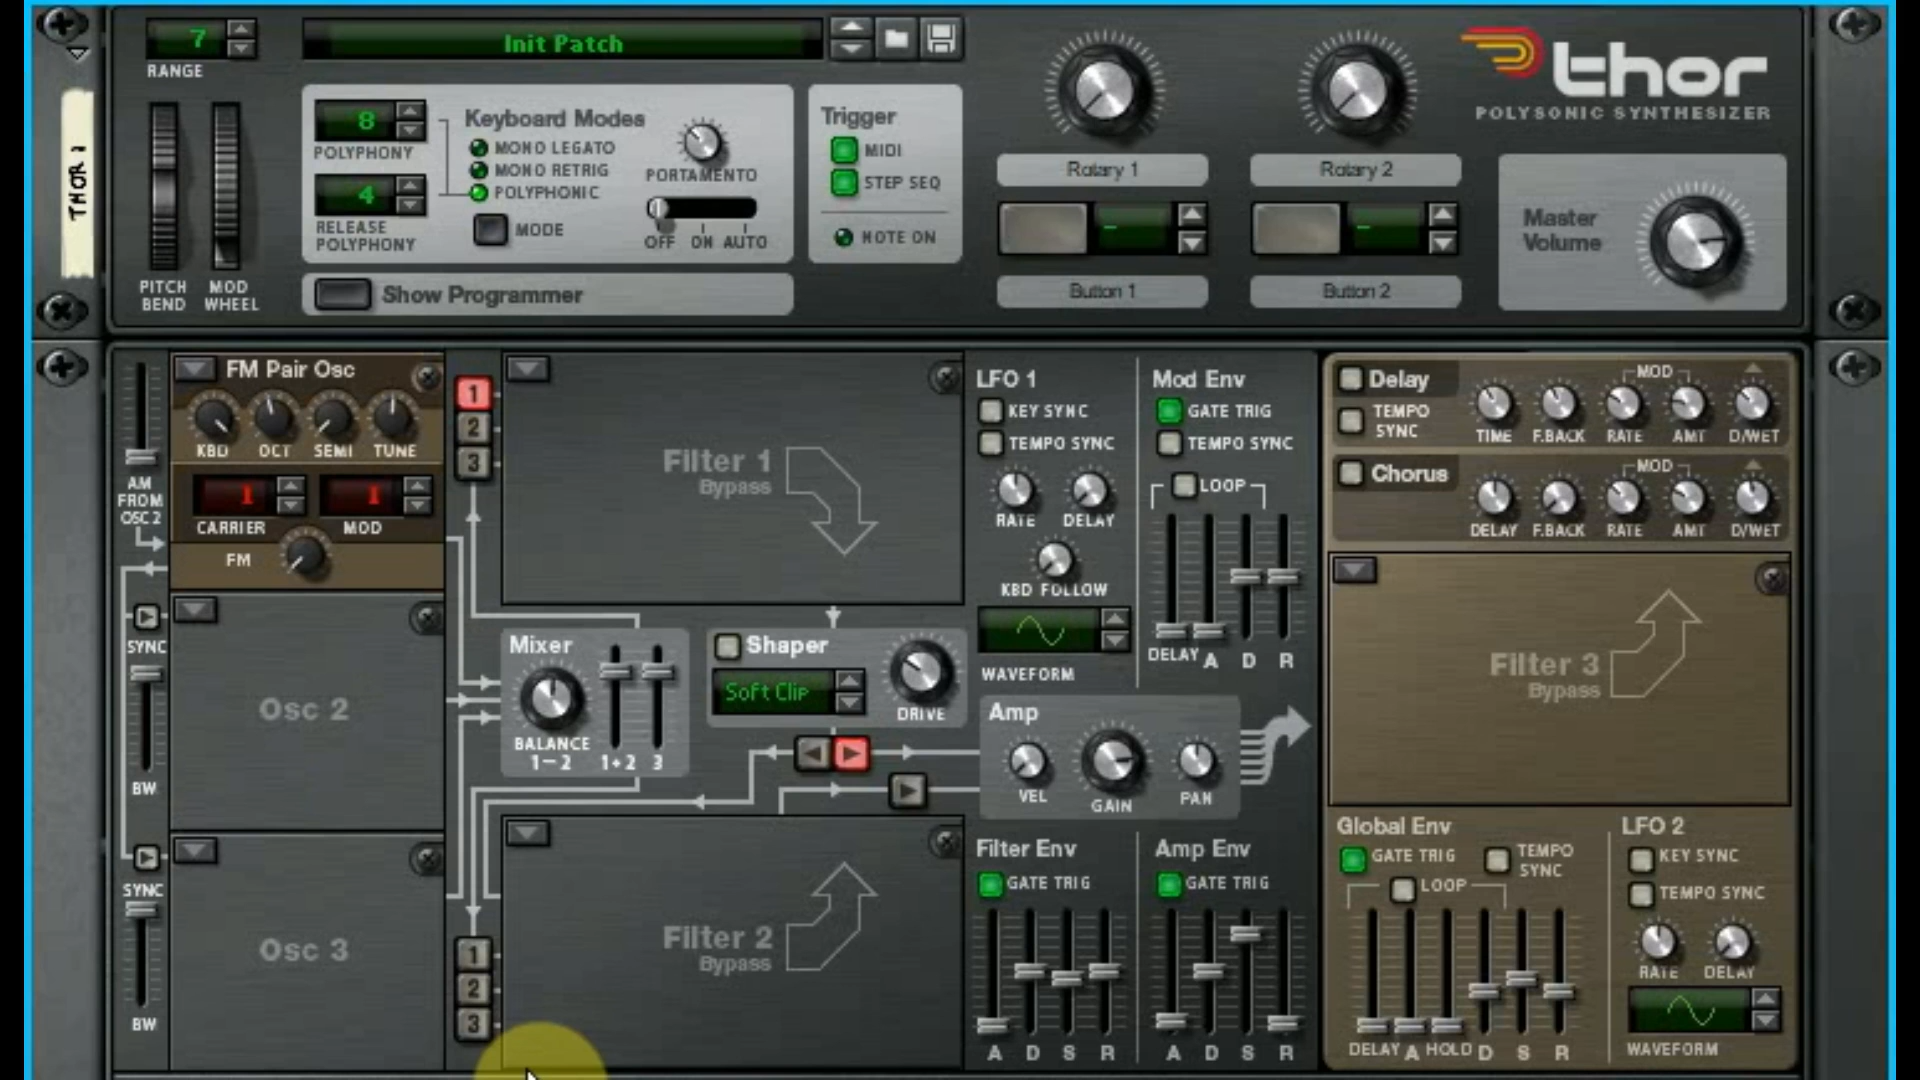 7
RANGE
Init Patch
thor
POLYSONIC SYNTHESIZER
THOR 1
PITCH BEND
MOD WHEEL
8
POLYPHONY
4
RELEASE POLYPHONY
Keyboard Modes
MONO LEGATO
MONO RETRIG
POLYPHONIC
MODE
PORTAMENTO
OFF ON AUTO
Trigger
MIDI
STEP SEQ
NOTE ON
Show Programmer
Rotary 1
Rotary 2
Button 1
Button 2
Master
Volume
AM
FROM
OSC 2
SYNC
BW
SYNC
BW
FM Pair Osc
KBD OCT SEMI TUNE
1 1
CARRIER MOD
FM
Osc 2
Osc 3
1
2
3
Filter 1
Bypass
Mixer
BALANCE
1-2 1+2 3
Shaper
Soft Clip
DRIVE
1
2
3
Filter 2
Bypass
LFO 1
KEY SYNC
TEMPO SYNC
RATE DELAY
KBD FOLLOW
WAVEFORM
Mod Env
GATE TRIG
TEMPO SYNC
LOOP
DELAY A D R
Amp
VEL GAIN PAN
Filter Env
GATE TRIG
A D S R
Amp Env
GATE TRIG
A D S R
Delay
TEMPO
SYNC
MOD
TIME F.BACK RATE AMT D/WET
Chorus
MOD
DELAY F.BACK RATE AMT D/WET
Filter 3
Bypass
Global Env
GATE TRIG
TEMPO
SYNC
LOOP
DELAY A HOLD D S R
LFO 2
KEY SYNC
TEMPO SYNC
RATE DELAY
WAVEFORM